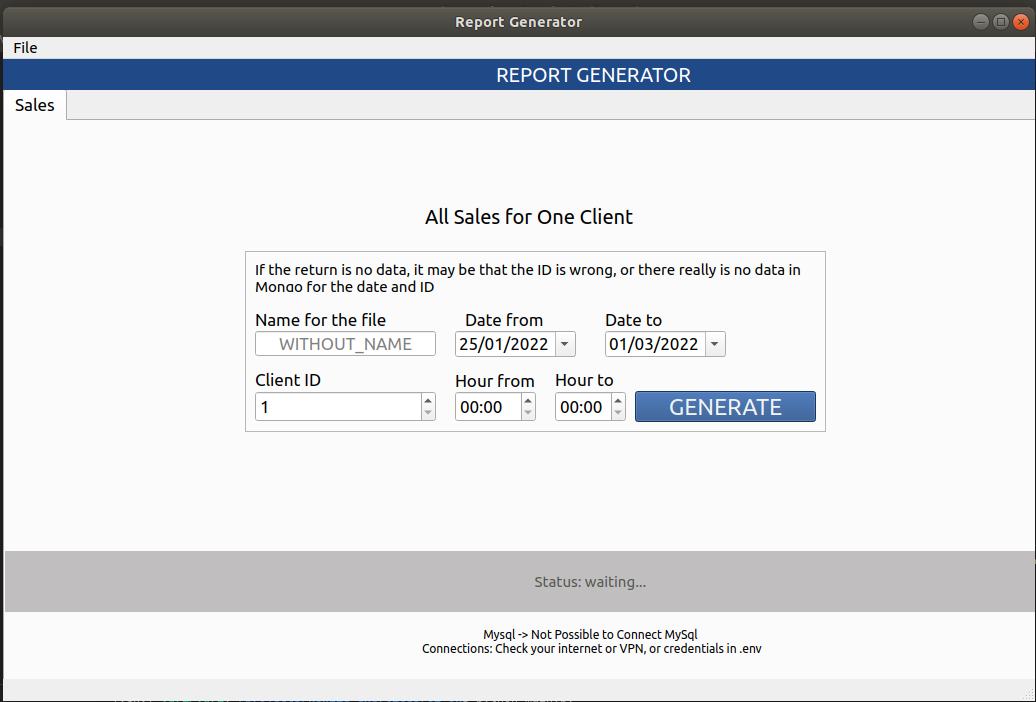 Report Generator
File
REPORT GENERATOR
Sales
All Sales for One Client
If the return is no data, it may be that the ID is wrong, or there really is no data in
Mongo for the date and ID
Name for the file Date from Date to
WITHOUT_NAME 25/01/2022 01/03/2022
Client ID Hour from Hour to
1 00:00 00:00 GENERATE
Status: waiting...
Mysql -> Not Possible to Connect MySql
Connections: Check your internet or VPN, or credentials in .env